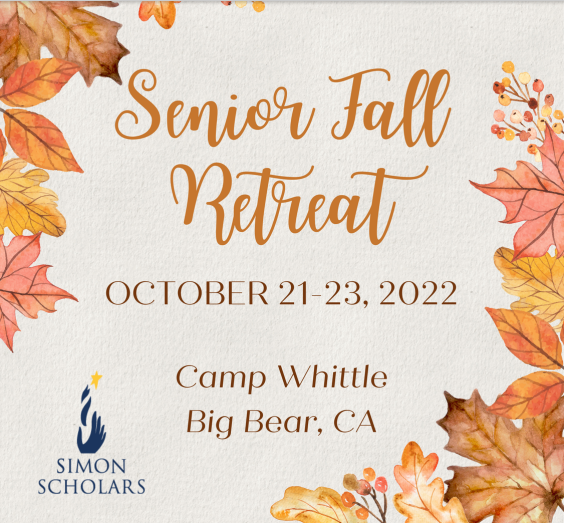 Senior Fall
Retreat
OCTOBER 21-23, 2022
Camp Whittle
Big Bear, CA
SIMON
SCHOLARS